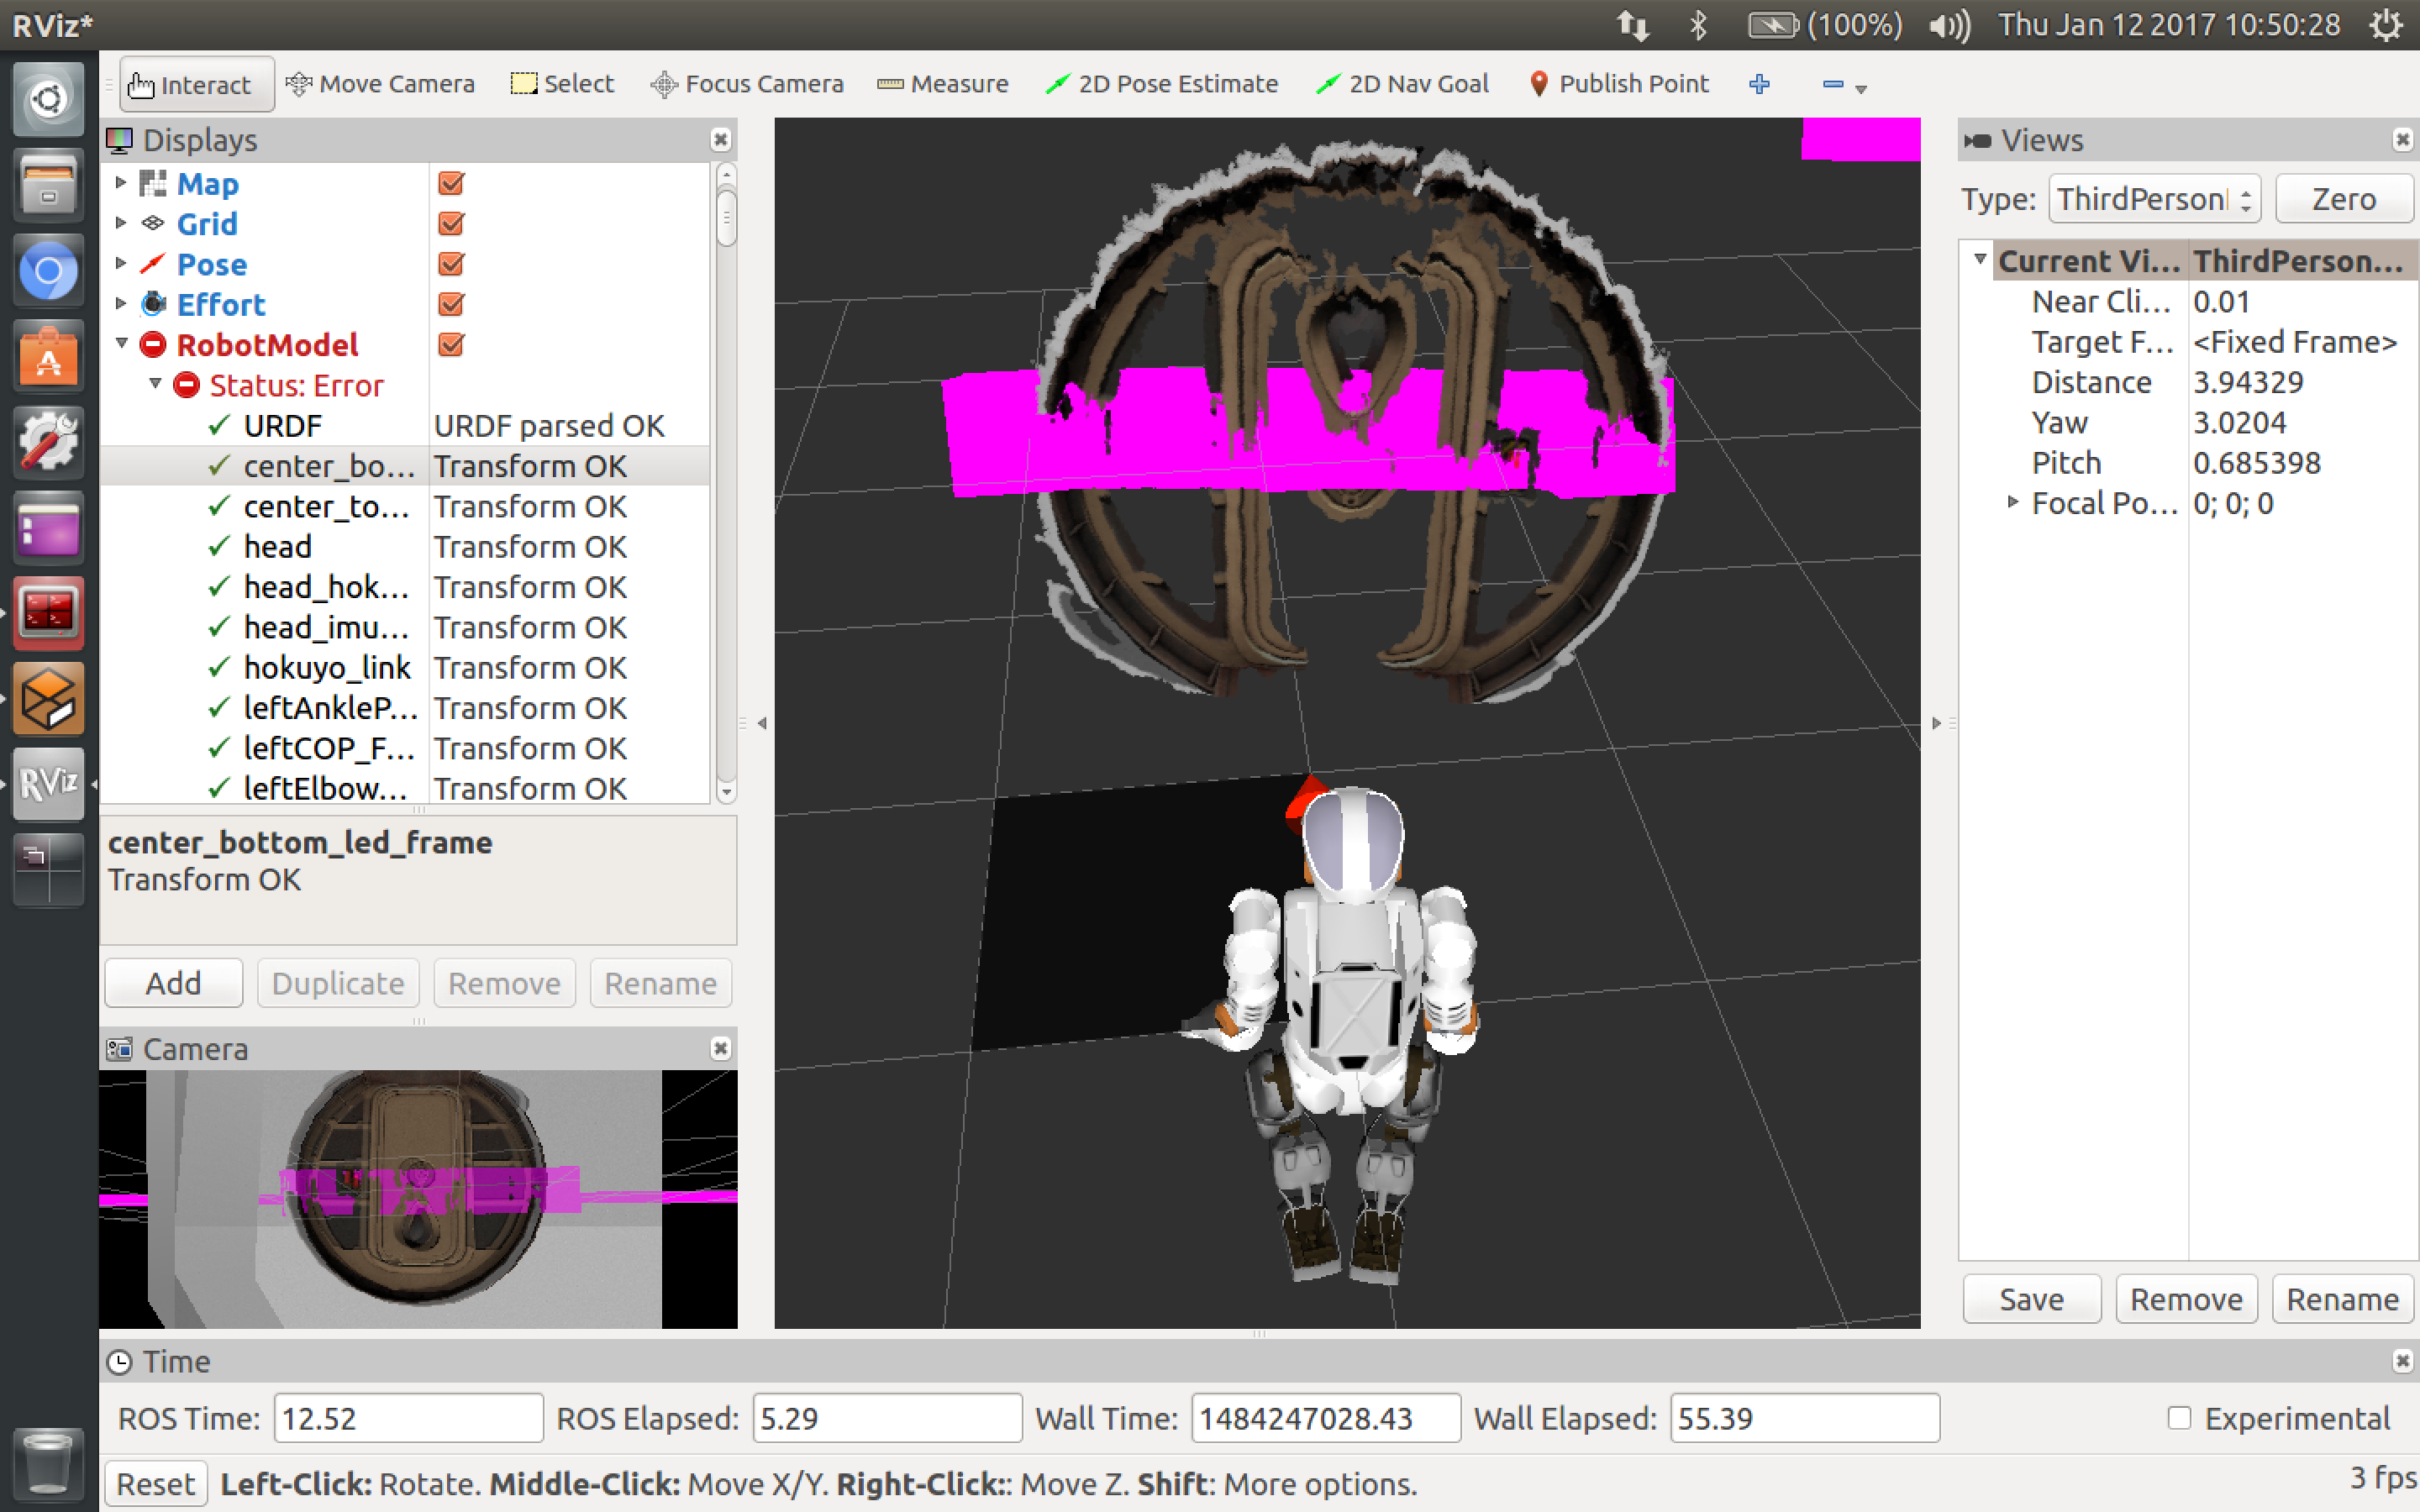 RViz*
(100%)
Thu Jan 12 2017 10:50:28
Interact
Move Camera
Select
Focus Camera
Measure
2D Pose Estimate
2D Nav Goal
Publish Point
Displays
Map
Grid
Pose
Effort
RobotModel
Status: Error
URDF URDF parsed OK
center_bo... Transform OK
center_to... Transform OK
head Transform OK
head_hok... Transform OK
head_imu... Transform OK
hokuyo_link Transform OK
leftAnkleP... Transform OK
leftCOP_F... Transform OK
leftElbow... Transform OK
center_bottom_led_frame
Transform OK
Add Duplicate Remove Rename
Camera
RViz
Views
Type: ThirdPerson Zero
Current Vi... ThirdPerson...
Near Cli... 0.01
Target F... <Fixed Frame>
Distance 3.94329
Yaw 3.0204
Pitch 0.685398
Focal Po... 0; 0; 0
Save Remove Rename
Time
ROS Time: 12.52 ROS Elapsed: 5.29 Wall Time: 1484247028.43 Wall Elapsed: 55.39 Experimental
Reset Left-Click: Rotate. Middle-Click: Move X/Y. Right-Click:: Move Z. Shift: More options.
3 fps